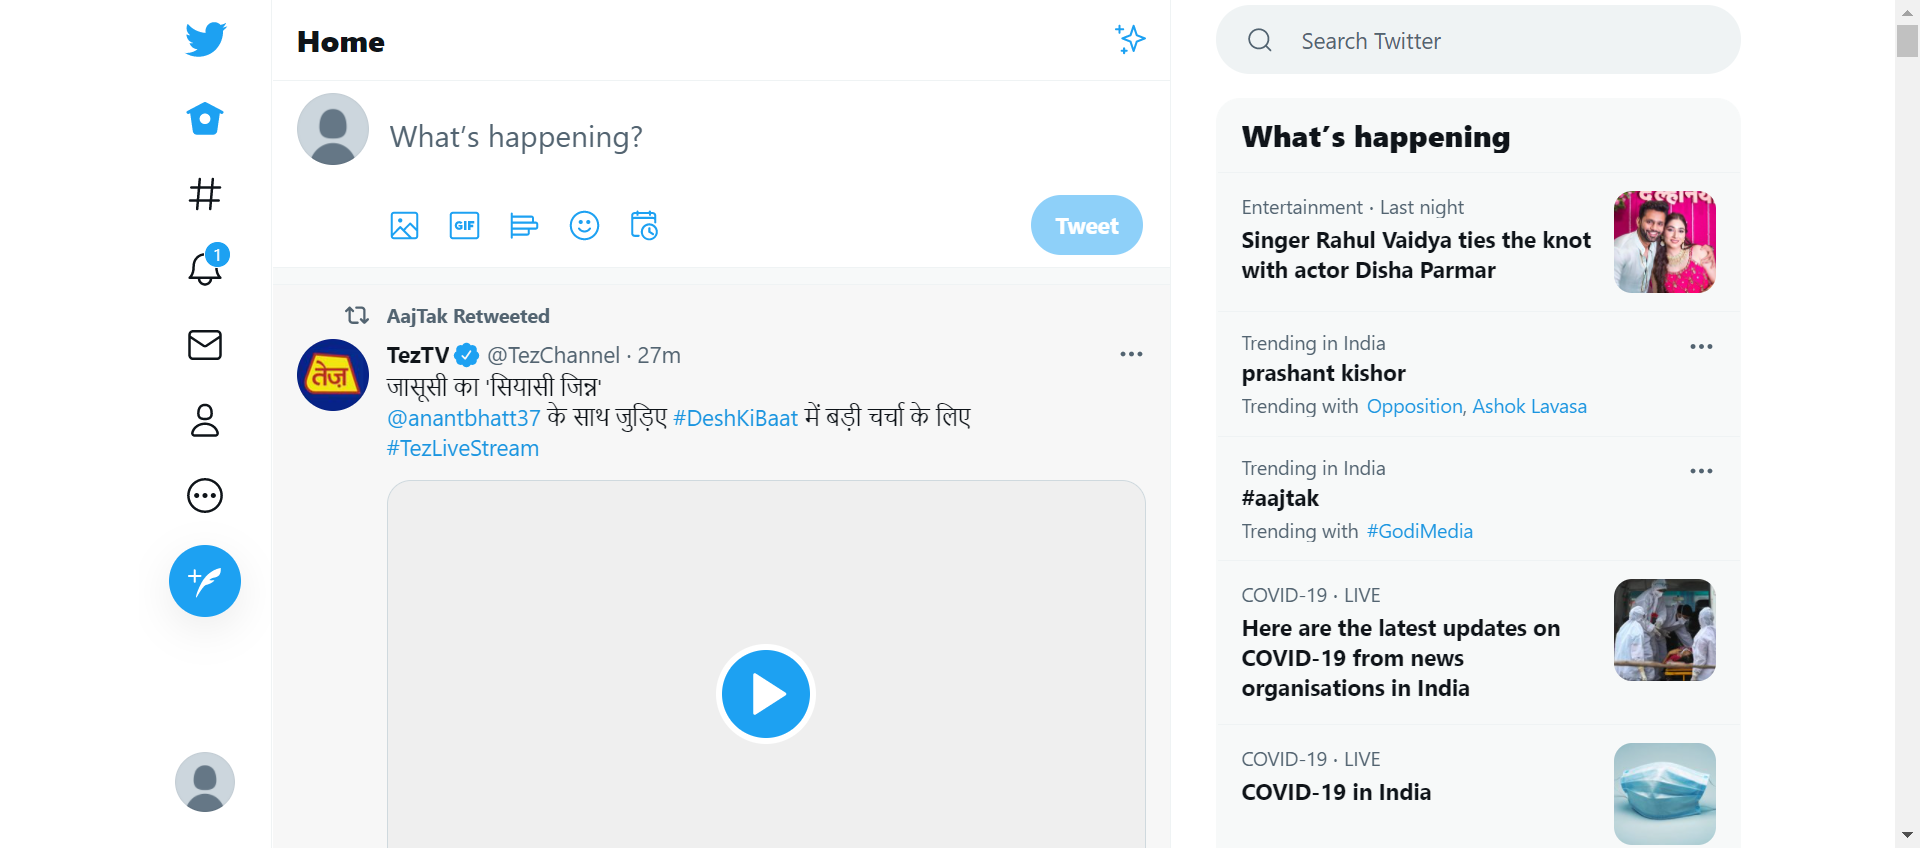 Home
What's happening?
GIF
Tweet
1
AajTak Retweeted
तेज़
TezTV @TezChannel · 27m
जासूसी का 'सियासी जिन्न'
@anantbhatt37 के साथ जुड़िए #DeshKiBaat में बड़ी चर्चा के लिए
#TezLiveStream
Search Twitter
What's happening
Entertainment · Last night
Singer Rahul Vaidya ties the knot
with actor Disha Parmar
Trending in India
prashant kishor
Trending with Opposition, Ashok Lavasa
Trending in India
#aajtak
Trending with #GodiMedia
COVID-19 · LIVE
Here are the latest updates on
COVID-19 from news
organisations in India
COVID-19 · LIVE
COVID-19 in India